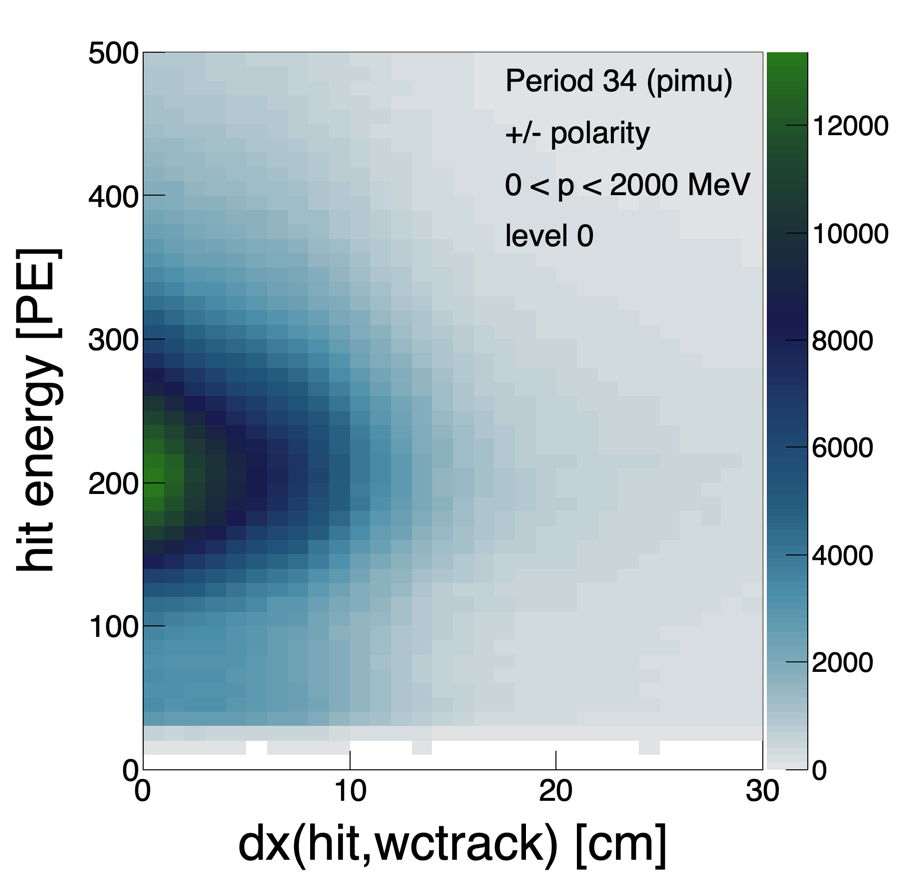 Period 34 (pimu)
+/- polarity
0 < p < 2000 MeV
level 0
hit energy [PE]
500
400
300
200
100
0
0
10
20
30
dx(hit,wctrack) [cm]
12000
10000
8000
6000
4000
2000
0